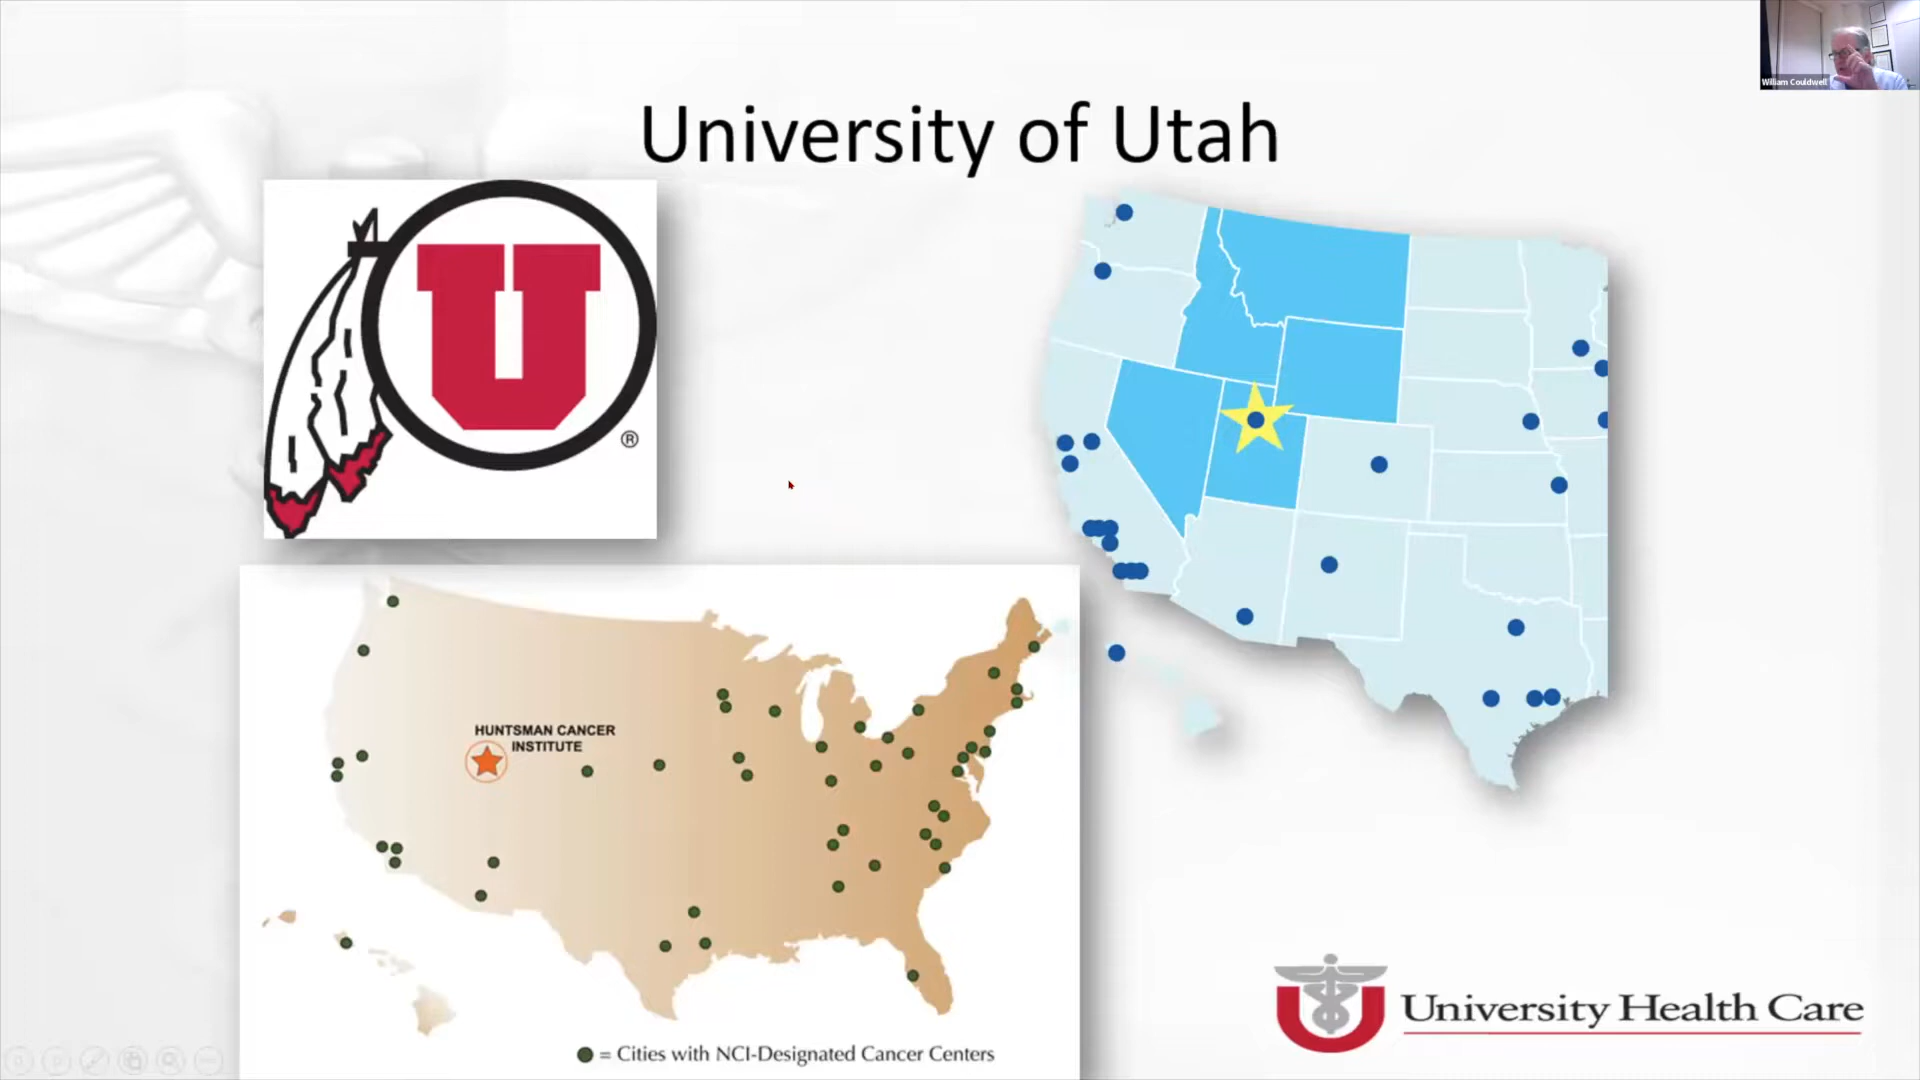 William Couldwell
University of Utah
U
®
HUNTSMAN CANCER
INSTITUTE
= Cities with NCI-Designated Cancer Centers
University Health Care